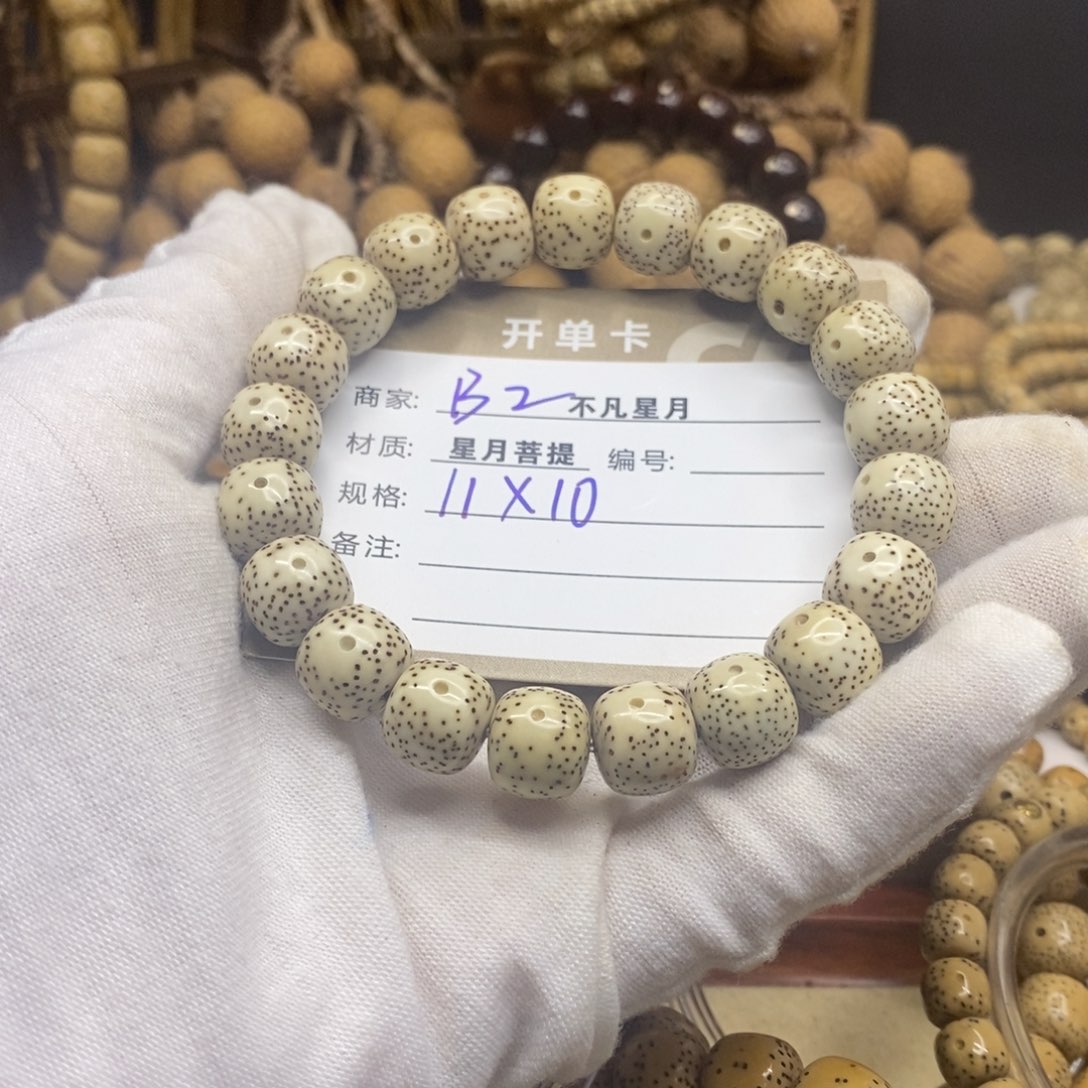 开单卡
商家: B2 不凡星月
材质: 星月菩提 编号:
规格: 11X10
备注: